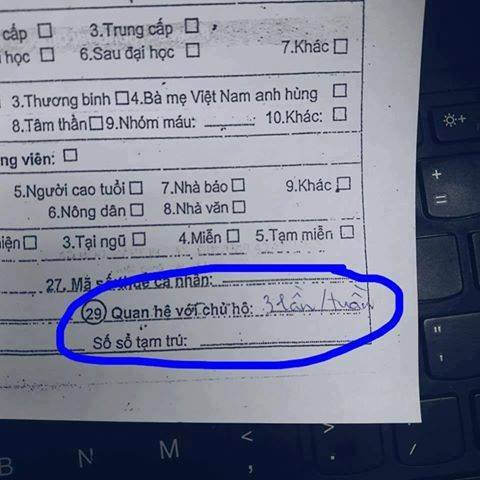 cấp ☐ 3.Trung cấp ☐
học ☐ 6.Sau đại học ☐ 7.Khác ☐
3.Thương binh ☐ 4.Bà mẹ Việt Nam anh hùng ☐
8.Tâm thần ☐ 9.Nhóm máu: 10.Khác: ☐
ng viên: ☐
5.Người cao tuổi ☐ 7.Nhà báo ☐ 9.Khác ☐
6.Nông dân ☐ 8.Nhà văn ☐
iện ☐ 3.Tại ngũ ☐ 4.Miễn ☐ 5.Tạm miễn ☐
27. Mã số thuế cá nhân:
29 Quan hệ với chủ hộ: 3 lần/tuần
Số sổ tạm trú:
B N M < ,
+ =
" '